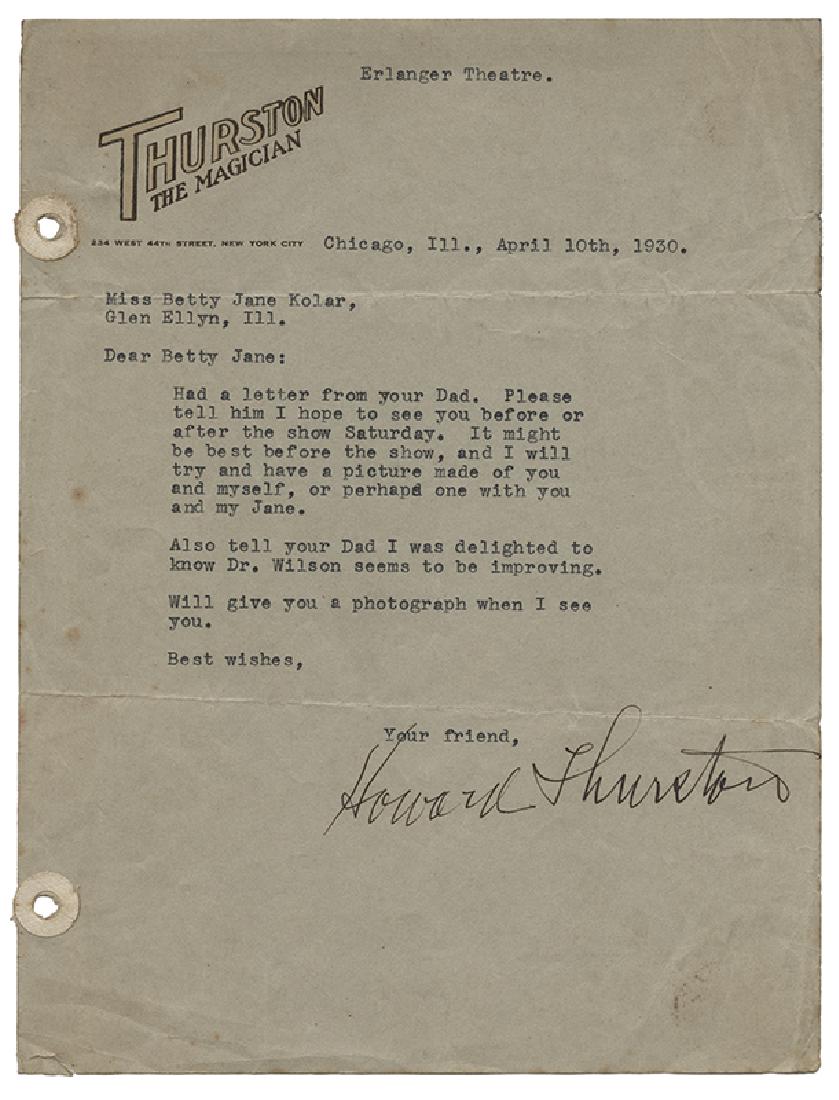 Erlanger Theatre.
THURSTON
THE MAGICIAN
234 WEST 44TH STREET, NEW YORK CITY
Chicago, Ill., April 10th, 1930.
Miss Betty Jane Kolar,
Glen Ellyn, Ill.
Dear Betty Jane:
Had a letter from your Dad. Please
tell him I hope to see you before or
after the show Saturday. It might
be best before the show, and I will
try and have a picture made of you
and myself, or perhaps one with you
and my Jane.
Also tell your Dad I was delighted to
know Dr. Wilson seems to be improving.
Will give you a photograph when I see
you.
Best wishes,
Your friend,
Howard Thurston